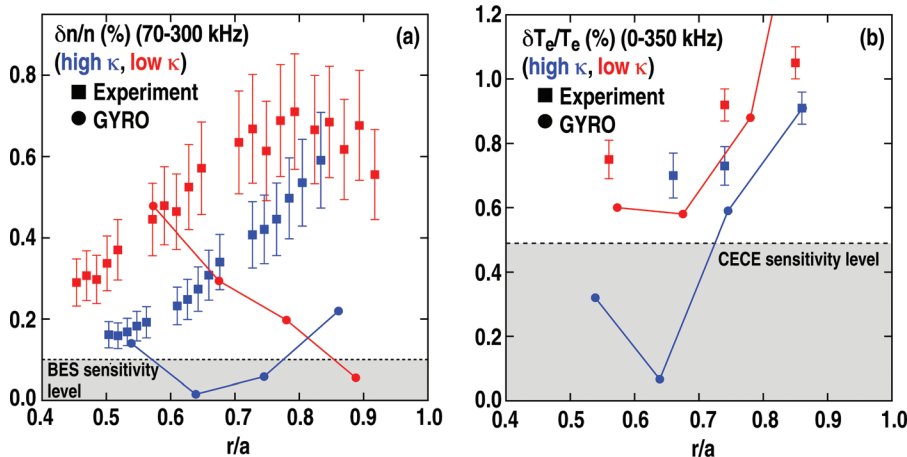 δn/n (%) (70-300 kHz)
(a)
(high κ, low κ)
Experiment
GYRO
0.8
0.6
0.4
0.2
0.0
BES sensitivity
level
0.4 0.5 0.6 0.7 0.8 0.9 1.0
r/a
δTe/Te (%) (0-350 kHz)
(b)
(high κ, low κ)
Experiment
GYRO
1.2
1.0
0.8
0.6
0.4
0.2
0.0
CECE sensitivity level
0.4 0.5 0.6 0.7 0.8 0.9 1.0
r/a